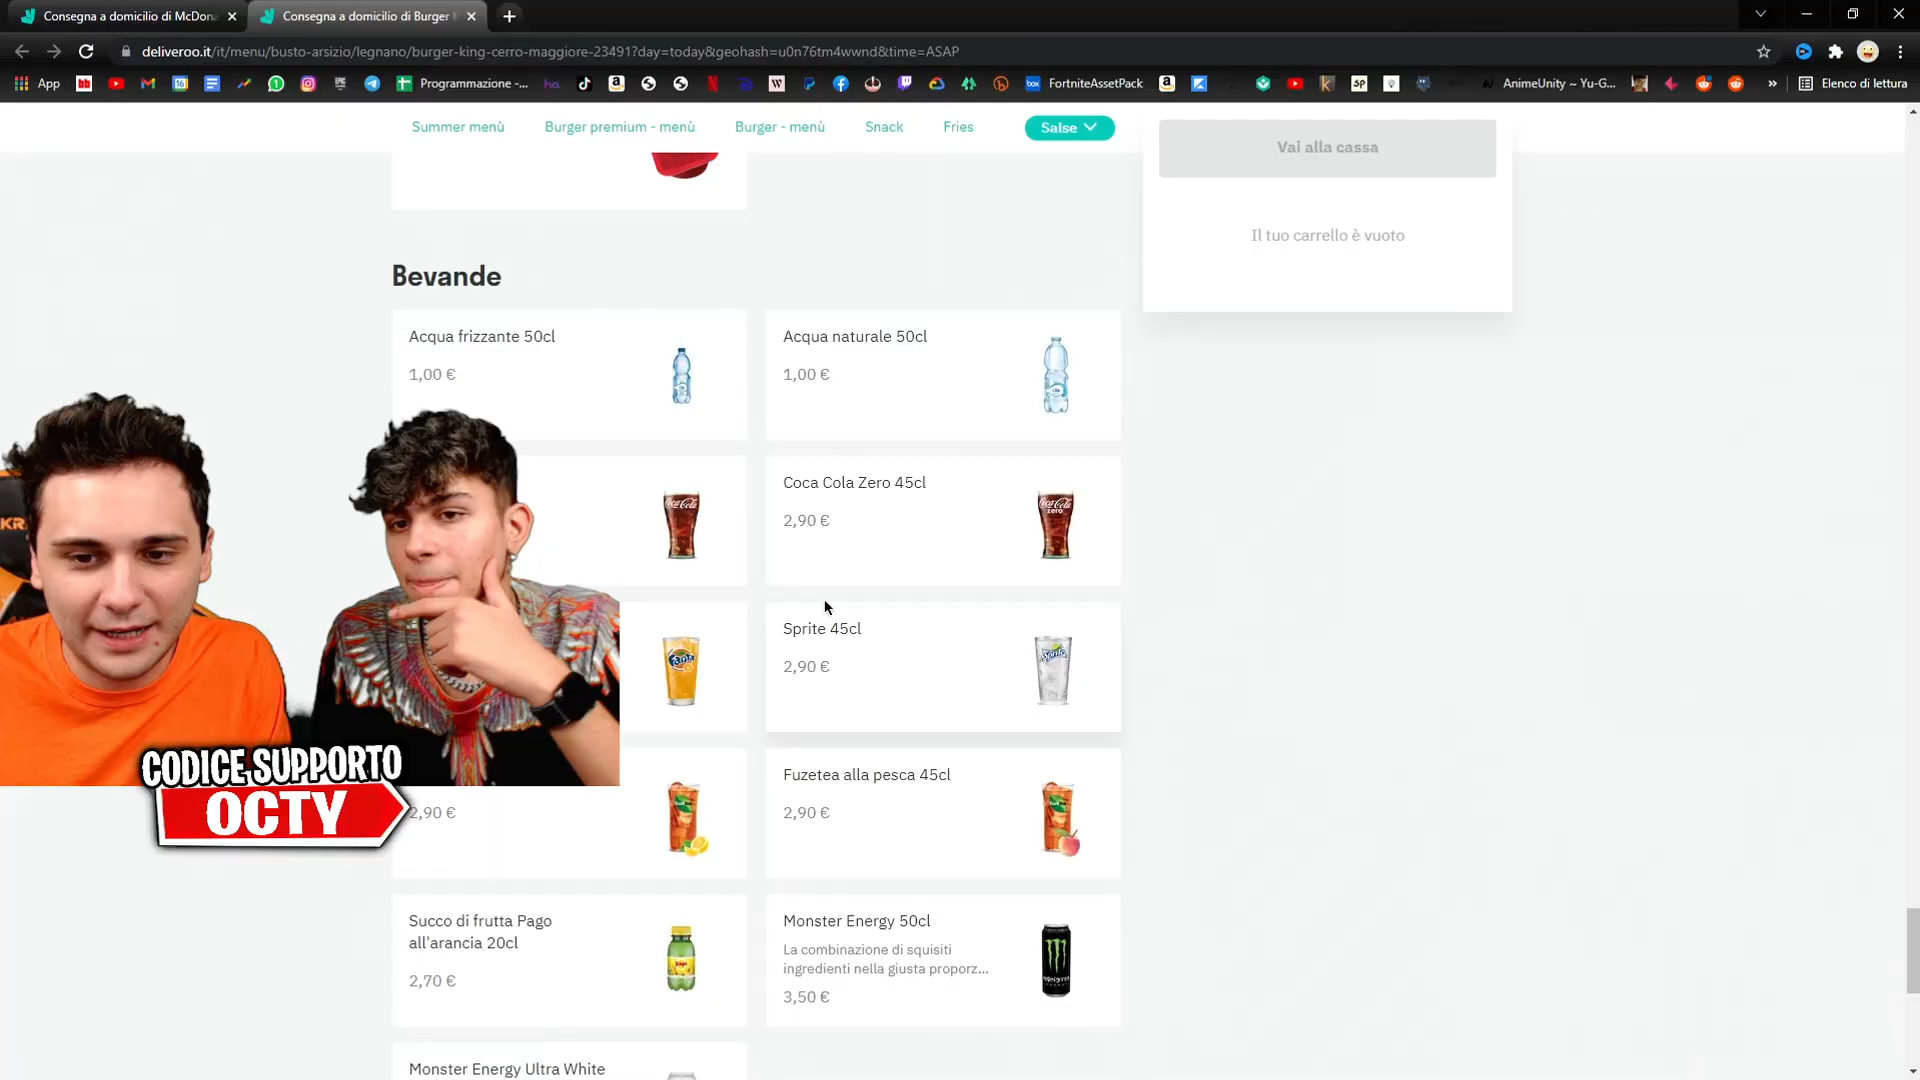 Consegna a domicilio di McDona
Consegna a domicilio di Burger
deliveroo.it/it/menu/busto-arsizio/legnano/burger-king-cerro-maggiore-23491?day=today&geohash=u0n76tm4wwnd&time=ASAP
App
Programmazione -...
FortniteAssetPack
AnimeUnity ~ Yu-G...
Elenco di lettura
Summer menù
Burger premium - menù
Burger - menù
Snack
Fries
Salse
Vai alla cassa
Il tuo carrello è vuoto
Bevande
Acqua frizzante 50cl
1,00 €
Acqua naturale 50cl
1,00 €
Coca Cola Zero 45cl
2,90 €
Sprite 45cl
2,90 €
2,90 €
Fuzetea alla pesca 45cl
2,90 €
Succo di frutta Pago
all'arancia 20cl
2,70 €
Monster Energy 50cl
La combinazione di squisiti
ingredienti nella giusta proporz...
3,50 €
Monster Energy Ultra White
CODICE SUPPORTO
OCTY